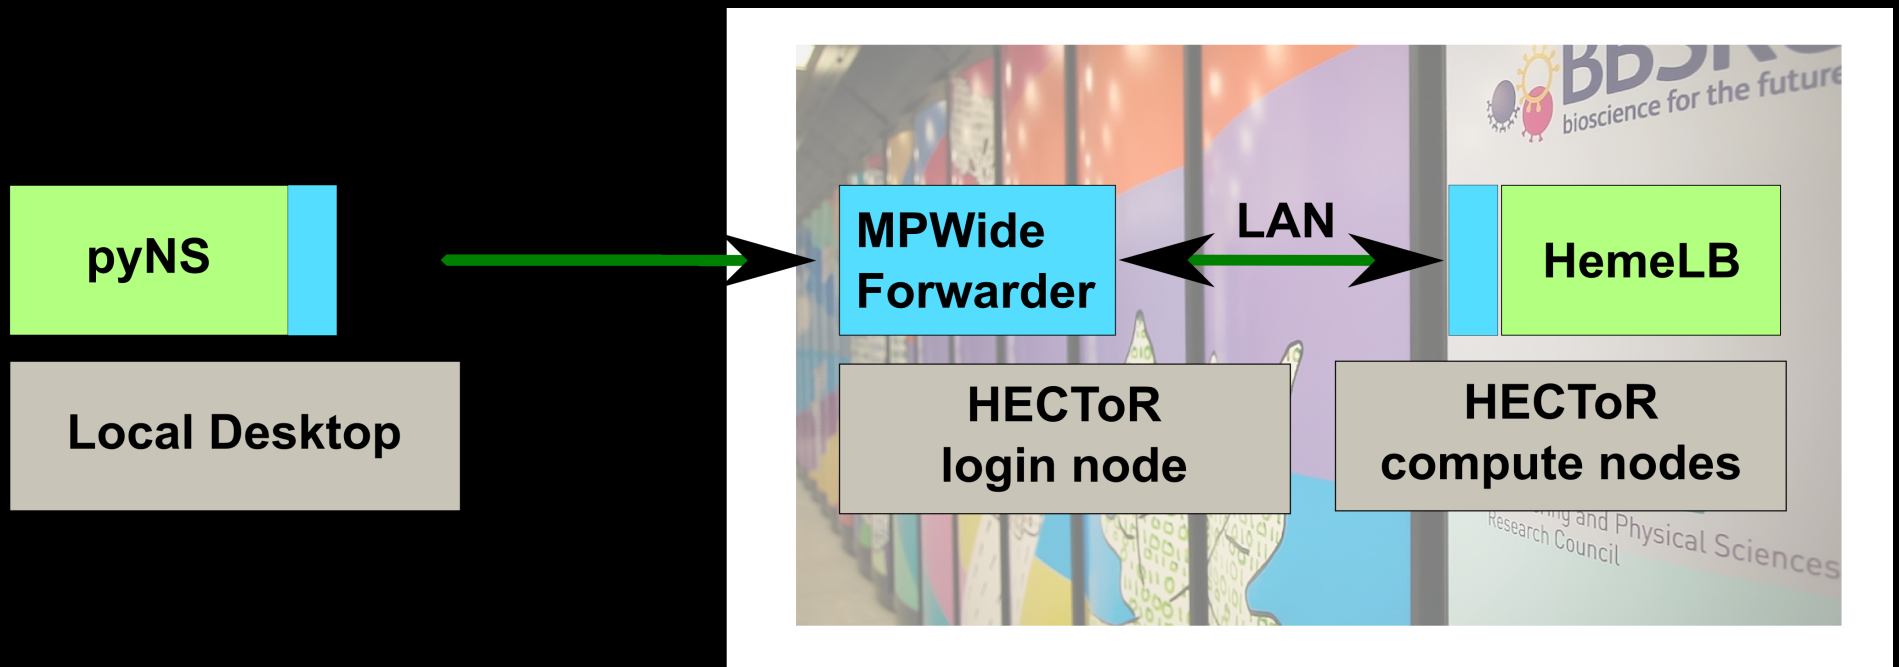 BBSRC
bioscience for the future
pyNS
MPWide
Forwarder
LAN
HemeLB
Local Desktop
HECToR
login node
HECToR
compute nodes
and Physical Sciences
Research Council